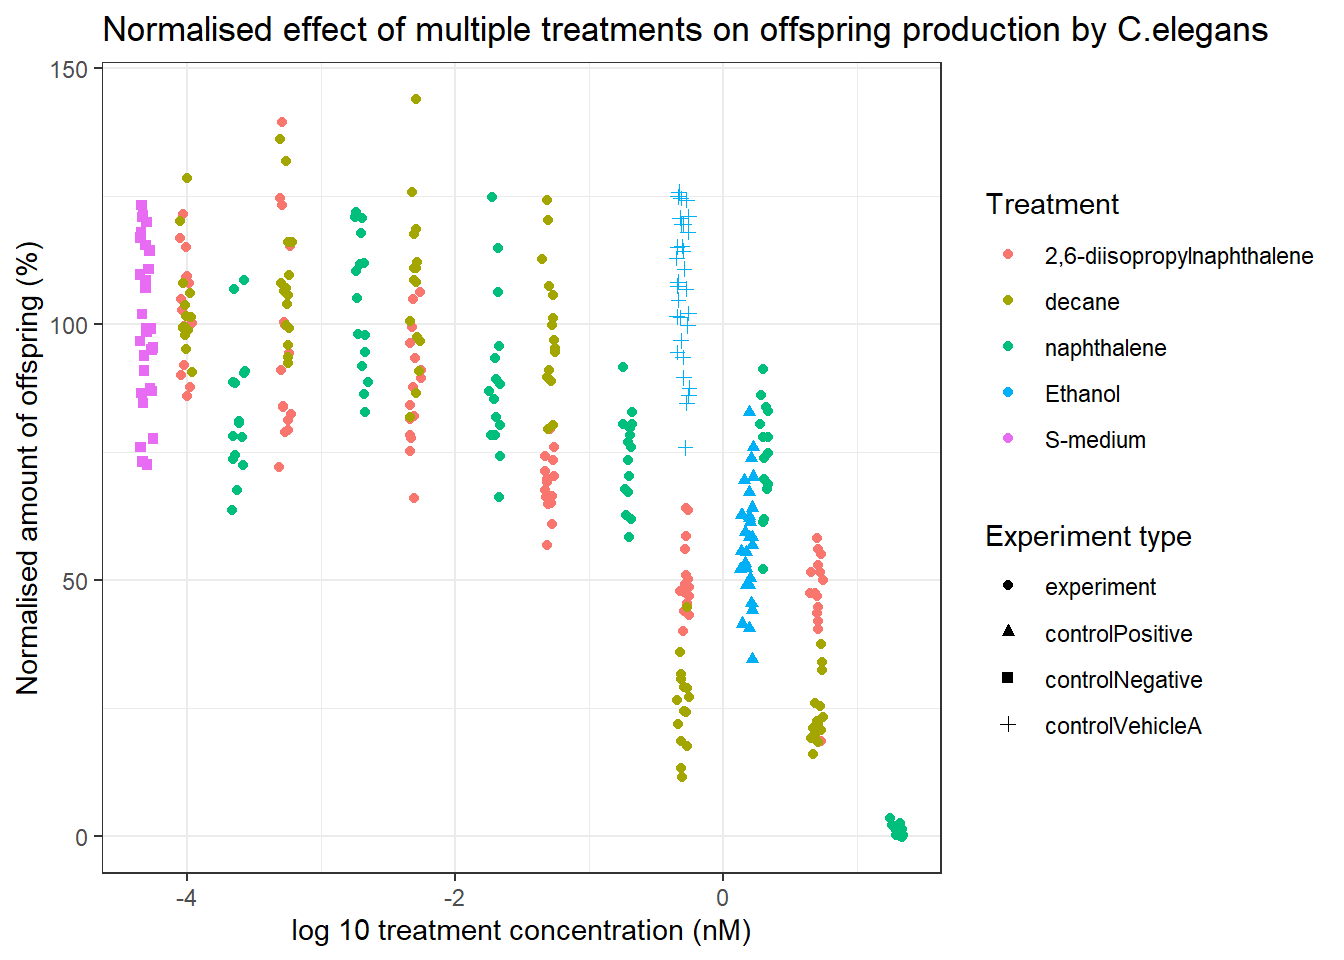 Normalised effect of multiple treatments on offspring production by C.elegans
Normalised amount of offspring (%)
150
100
50
0
-4
-2
0
log 10 treatment concentration (nM)
Treatment
2,6-diisopropylnaphthalene
decane
naphthalene
Ethanol
S-medium
Experiment type
experiment
controlPositive
controlNegative
controlVehicleA